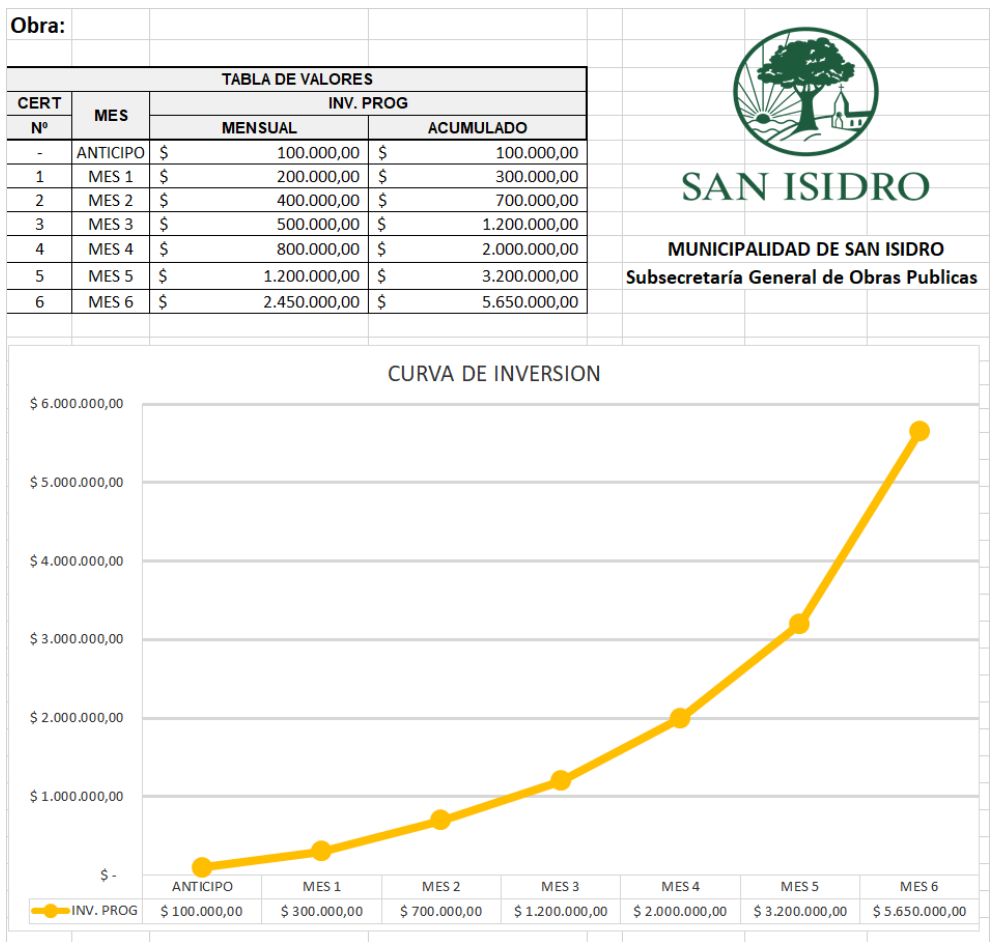 Obra:
TABLA DE VALORES
CERT Nº MES INV. PROG
MENSUAL ACUMULADO
- ANTICIPO $ 100.000,00 $ 100.000,00
1 MES 1 $ 200.000,00 $ 300.000,00
2 MES 2 $ 400.000,00 $ 700.000,00
3 MES 3 $ 500.000,00 $ 1.200.000,00
4 MES 4 $ 800.000,00 $ 2.000.000,00
5 MES 5 $ 1.200.000,00 $ 3.200.000,00
6 MES 6 $ 2.450.000,00 $ 5.650.000,00
SAN ISIDRO
MUNICIPALIDAD DE SAN ISIDRO
Subsecretaría General de Obras Publicas
CURVA DE INVERSION
$ 6.000.000,00
$ 5.000.000,00
$ 4.000.000,00
$ 3.000.000,00
$ 2.000.000,00
$ 1.000.000,00
$ -
ANTICIPO MES 1 MES 2 MES 3 MES 4 MES 5 MES 6
INV. PROG $ 100.000,00 $ 300.000,00 $ 700.000,00 $ 1.200.000,00 $ 2.000.000,00 $ 3.200.000,00 $ 5.650.000,00